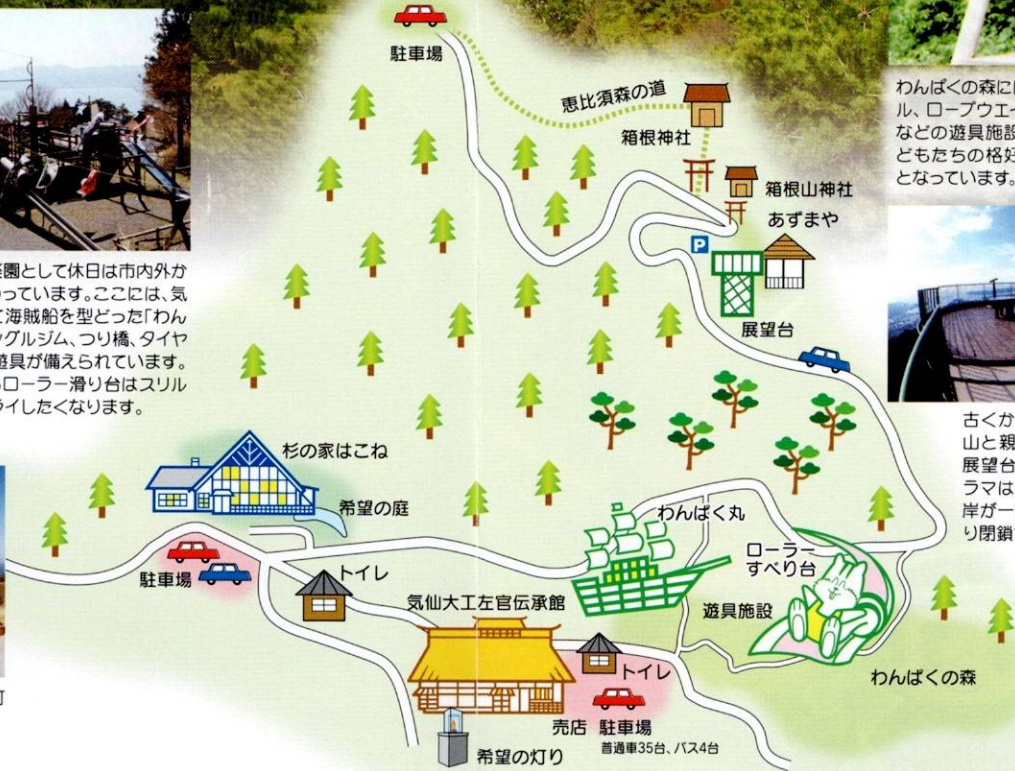 駐車場
恵比須森の道
箱根神社
箱根山神社
あずまや
P
展望台
杉の家はこね
希望の庭
駐車場
トイレ
気仙大工左官伝承館
わんぱく丸
ローラー
すべり台
遊具施設
わんぱくの森
トイレ
売店 駐車場
普通車35台、バス4台
希望の灯り
園として休日は市内外か
っています。ここには、気
て海賊船を型どった「わん
グルジム、つり橋、タイヤ
遊具が備えられています。
ローラー滑り台はスリル
ライしたくなります。
町
わんぱくの森に
ル、ロープウエイ
などの遊具施設
どもたちの格好
となっています。
古くか
山と親
展望台
ラマは
岸が一
り閉鎖